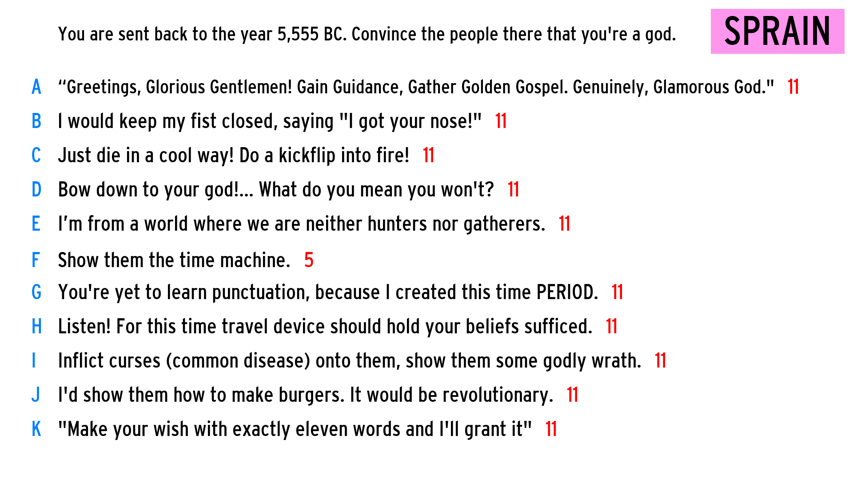 You are sent back to the year 5,555 BC. Convince the people there that you're a god.
SPRAIN
A “Greetings, Glorious Gentlemen! Gain Guidance, Gather Golden Gospel. Genuinely, Glamorous God." 11
B I would keep my fist closed, saying "I got your nose!" 11
C Just die in a cool way! Do a kickflip into fire! 11
D Bow down to your god!... What do you mean you won't? 11
E I’m from a world where we are neither hunters nor gatherers. 11
F Show them the time machine. 5
G You're yet to learn punctuation, because I created this time PERIOD. 11
H Listen! For this time travel device should hold your beliefs sufficed. 11
I Inflict curses (common disease) onto them, show them some godly wrath. 11
J I'd show them how to make burgers. It would be revolutionary. 11
K "Make your wish with exactly eleven words and I'll grant it" 11